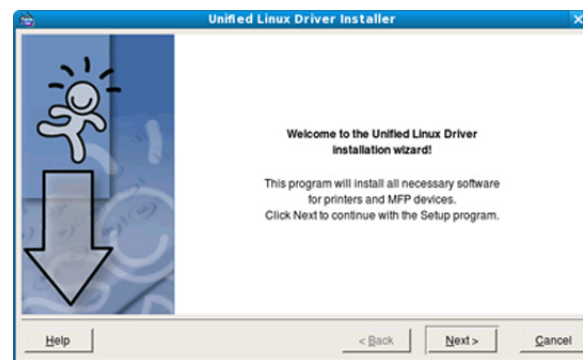 Unified Linux Driver Installer
Welcome to the Unified Linux Driver
installation wizard!
This program will install all necessary software
for printers and MFP devices.
Click Next to continue with the Setup program.
Help
< Back
Next >
Cancel